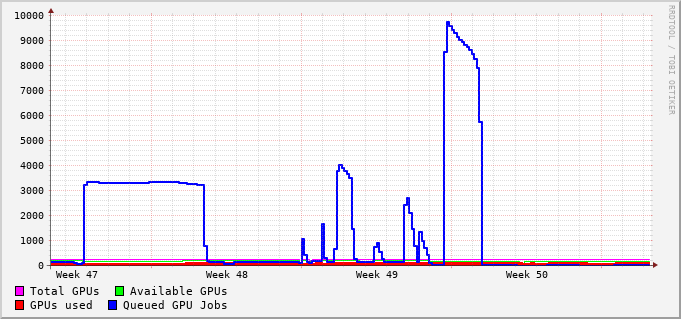 10000
9000
8000
7000
6000
5000
4000
3000
2000
1000
0
Week 47 Week 48 Week 49 Week 50
Total GPUs Available GPUs
GPUs used Queued GPU Jobs
RRDTOOL / TOBI OETIKER